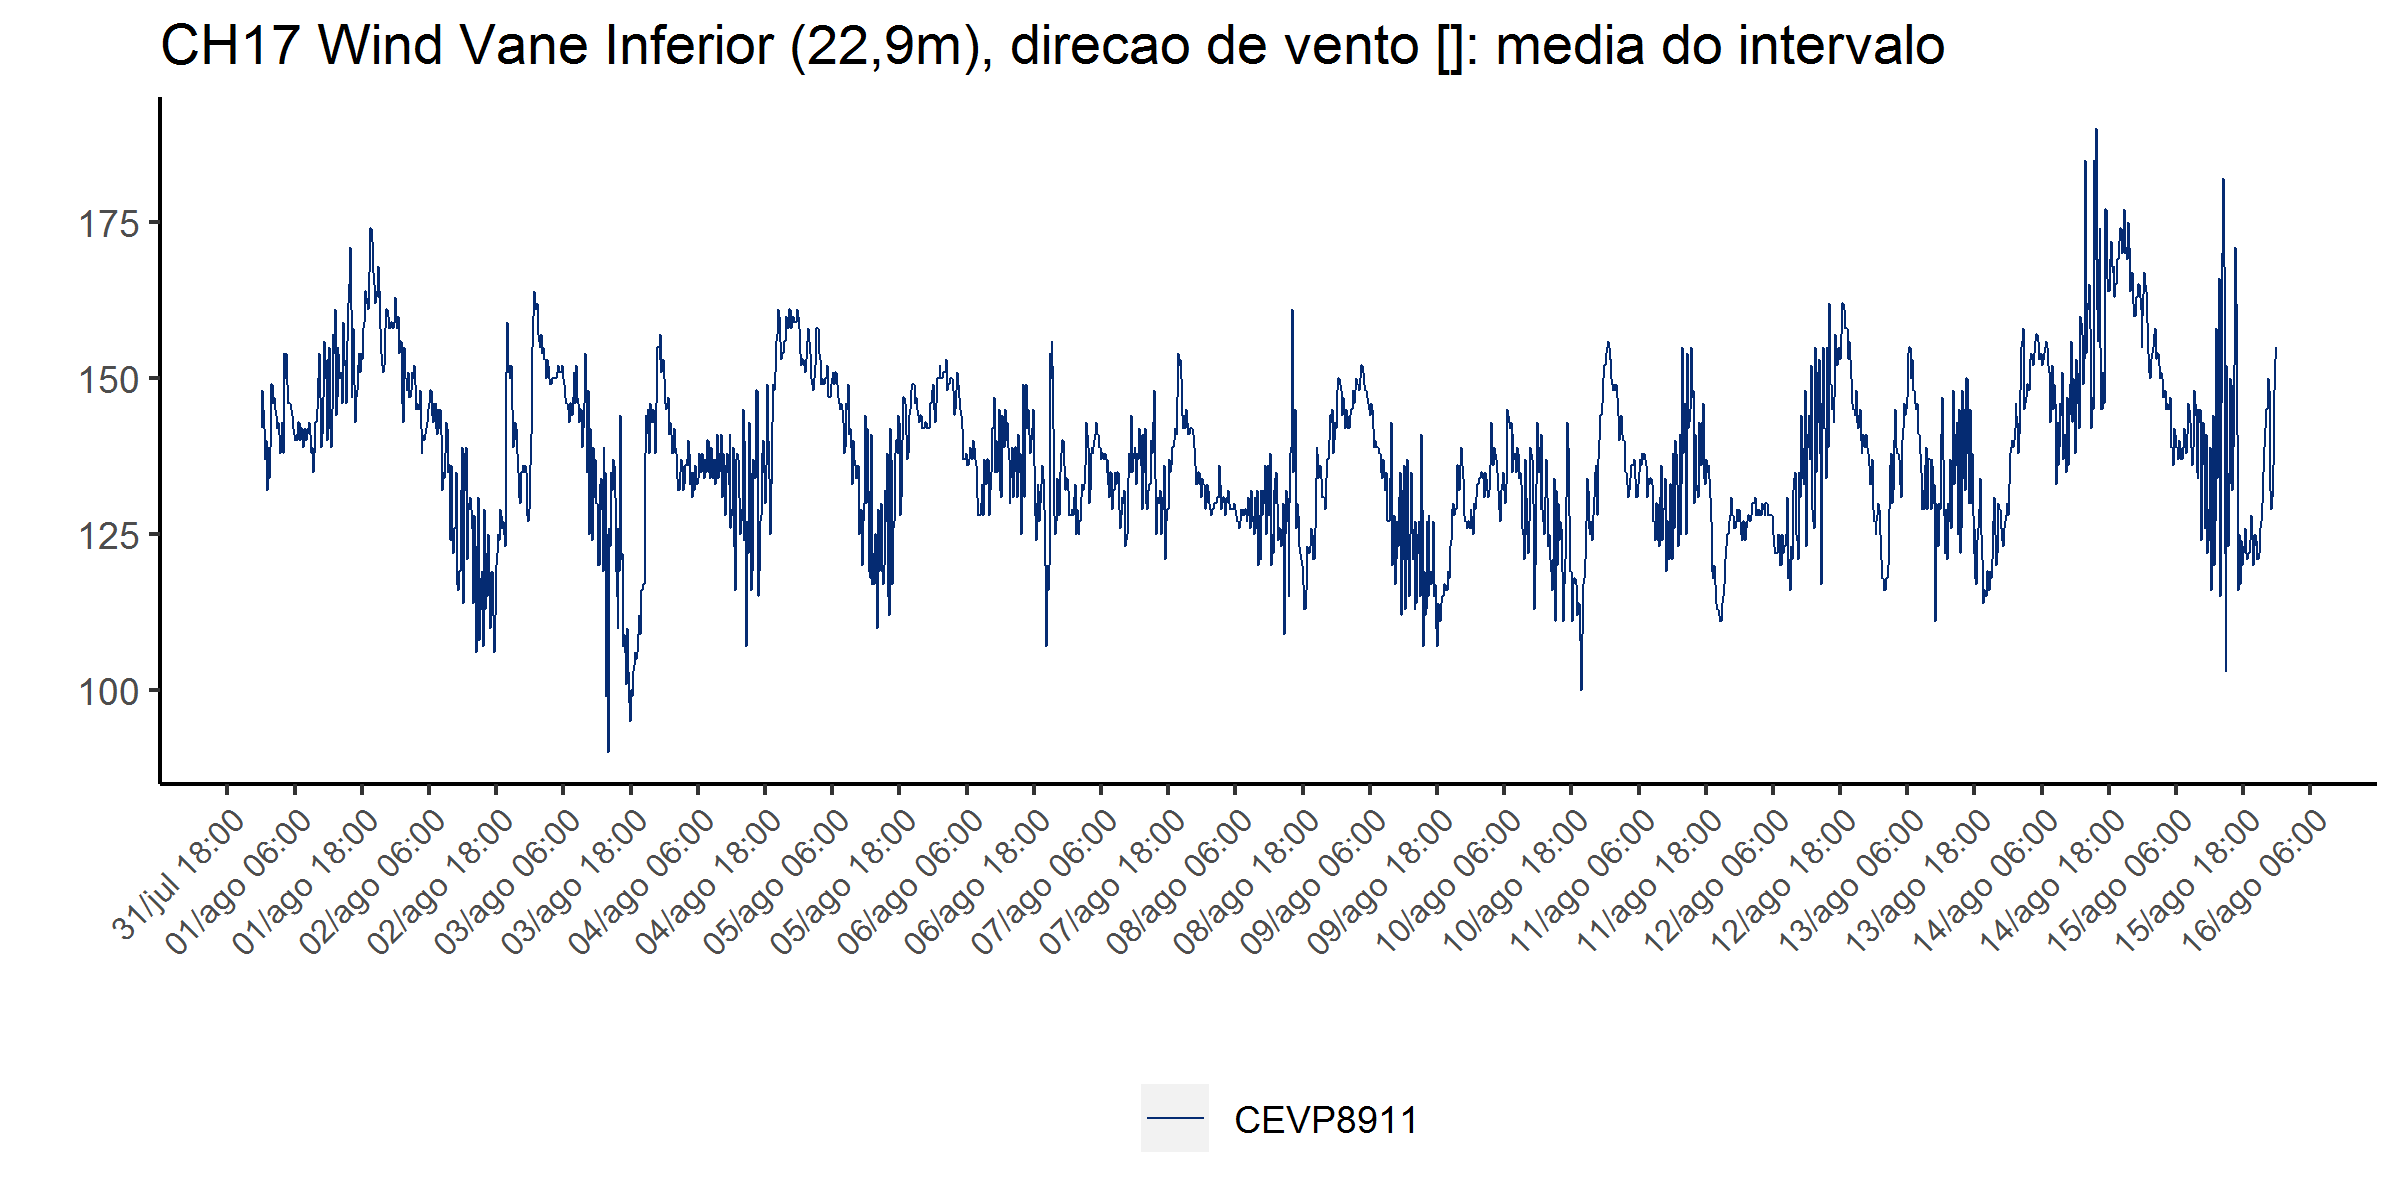 CH17 Wind Vane Inferior (22,9m), direcao de vento []: media do intervalo
175
150
125
100
31/jul 18:00
01/ago 06:00
01/ago 18:00
02/ago 06:00
02/ago 18:00
03/ago 06:00
03/ago 18:00
04/ago 06:00
04/ago 18:00
05/ago 06:00
05/ago 18:00
06/ago 06:00
06/ago 18:00
07/ago 06:00
07/ago 18:00
08/ago 06:00
08/ago 18:00
09/ago 06:00
09/ago 18:00
10/ago 06:00
10/ago 18:00
11/ago 06:00
11/ago 18:00
12/ago 06:00
12/ago 18:00
13/ago 06:00
13/ago 18:00
14/ago 06:00
14/ago 18:00
15/ago 06:00
15/ago 18:00
16/ago 06:00
CEVP8911